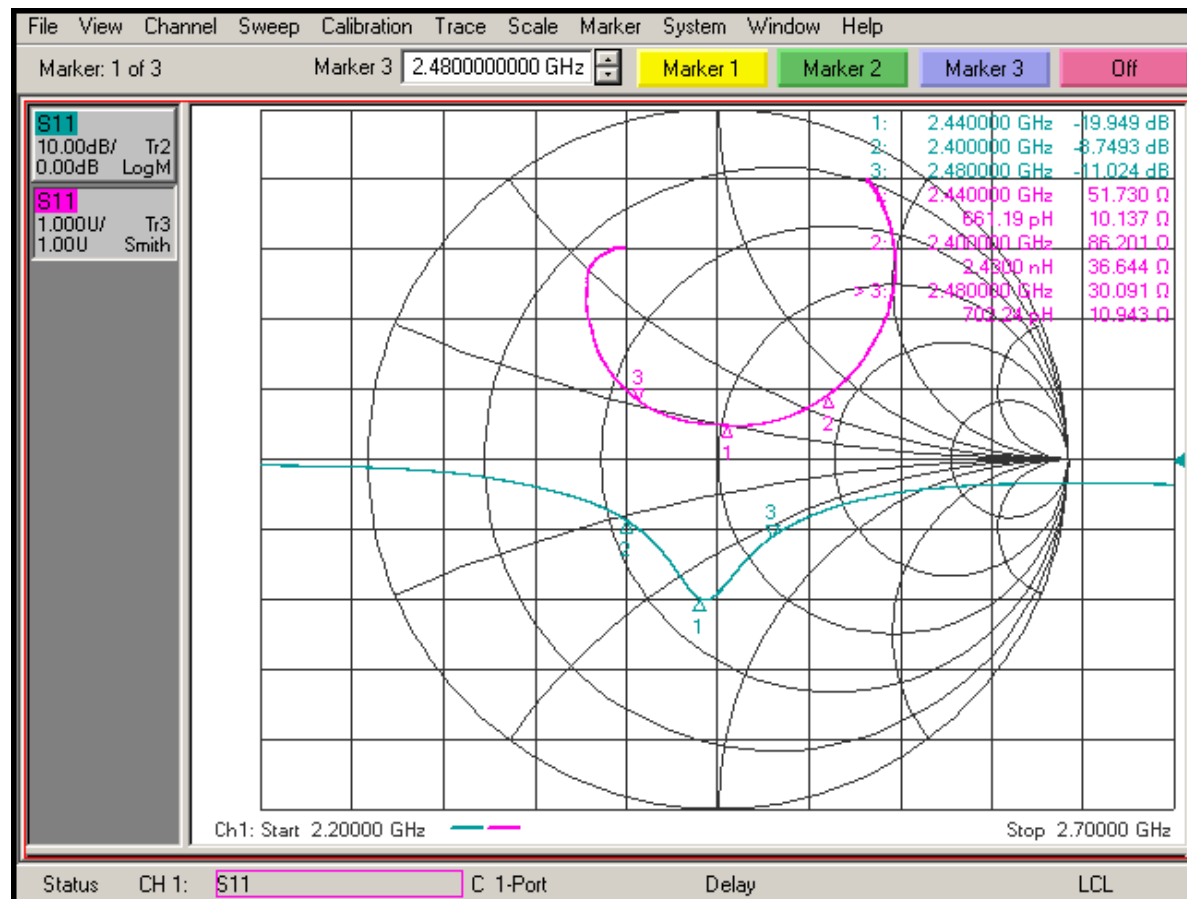 File View Channel Sweep Calibration Trace Scale Marker System Window Help
Marker: 1 of 3 Marker 3 2.4800000000 GHz Marker 1 Marker 2 Marker 3 Off
S11
10.00dB/ Tr2
0.00dB LogM
S11
1.000U/ Tr3
1.00U Smith
1: 2.440000 GHz -19.949 dB
2: 2.400000 GHz -8.7493 dB
3: 2.480000 GHz -11.024 dB
2.440000 GHz 51.730 Ω
661.19 pH 10.137 Ω
2: 2.400000 GHz 86.201 Ω
2.4300 nH 36.644 Ω
> 3: 2.480000 GHz 30.091 Ω
10.943 Ω
3
1
2
2
3
1
Ch1: Start 2.20000 GHz Stop 2.70000 GHz
Status CH 1: S11 C 1-Port Delay LCL